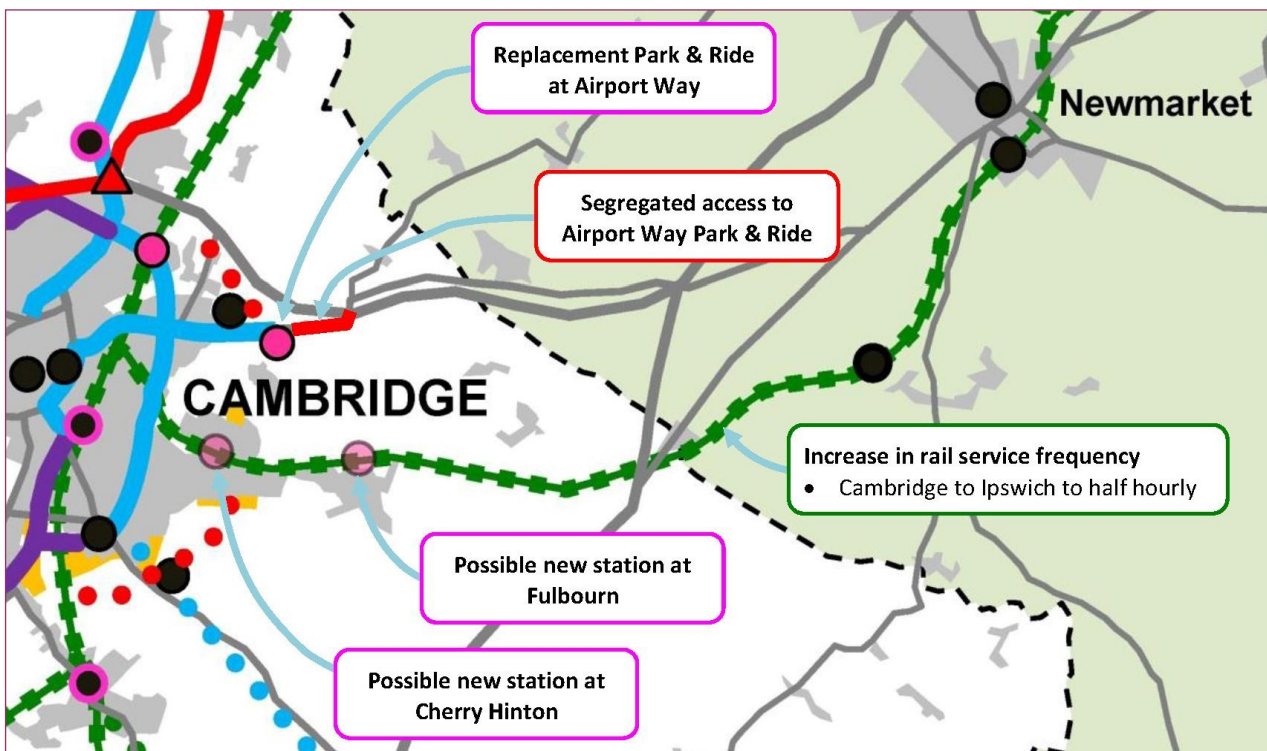 Replacement Park & Ride
at Airport Way
Newmarket
Segregated access to
Airport Way Park & Ride
CAMBRIDGE
Increase in rail service frequency
• Cambridge to Ipswich to half hourly
Possible new station at
Fulbourn
Possible new station at
Cherry Hinton